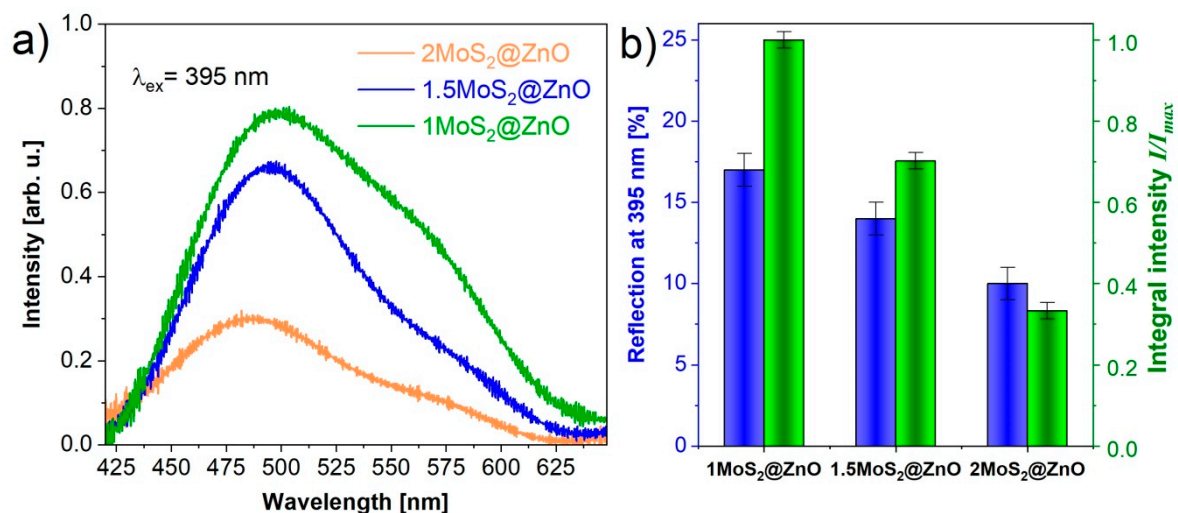 a)
λex= 395 nm
2MoS2@ZnO
1.5MoS2@ZnO
1MoS2@ZnO
Intensity [arb. u.]
1.0
0.8
0.6
0.4
0.2
0.0
425 450 475 500 525 550 575 600 625
Wavelength [nm]
b)
Reflection at 395 nm [%]
25
20
15
10
5
0
1MoS2@ZnO 1.5MoS2@ZnO 2MoS2@ZnO
1.0
0.8
0.6
0.4
0.2
0.0
Integral intensity I/Imax